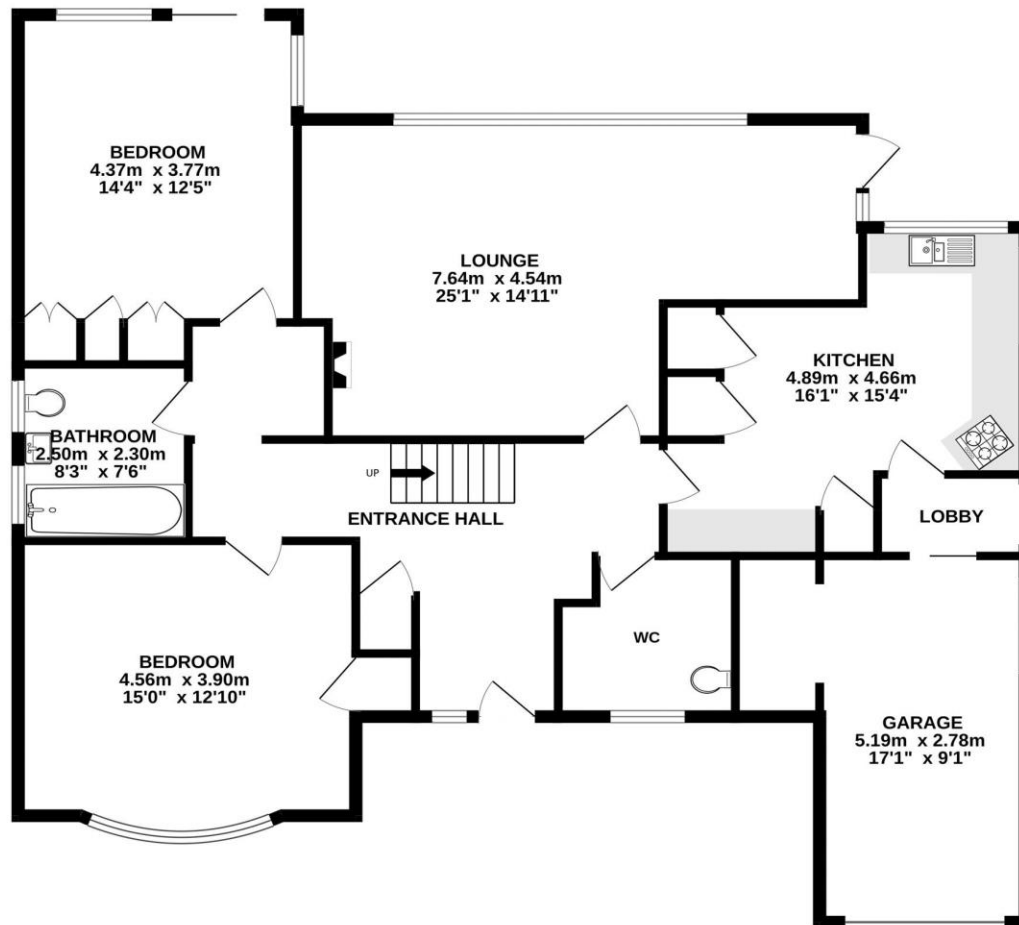 BEDROOM
4.37m x 3.77m
14'4" x 12'5"
LOUNGE
7.64m x 4.54m
25'1" x 14'11"
KITCHEN
4.89m x 4.66m
16'1" x 15'4"
BATHROOM
2.50m x 2.30m
8'3" x 7'6"
UP
ENTRANCE HALL
LOBBY
BEDROOM
4.56m x 3.90m
15'0" x 12'10"
WC
GARAGE
5.19m x 2.78m
17'1" x 9'1"